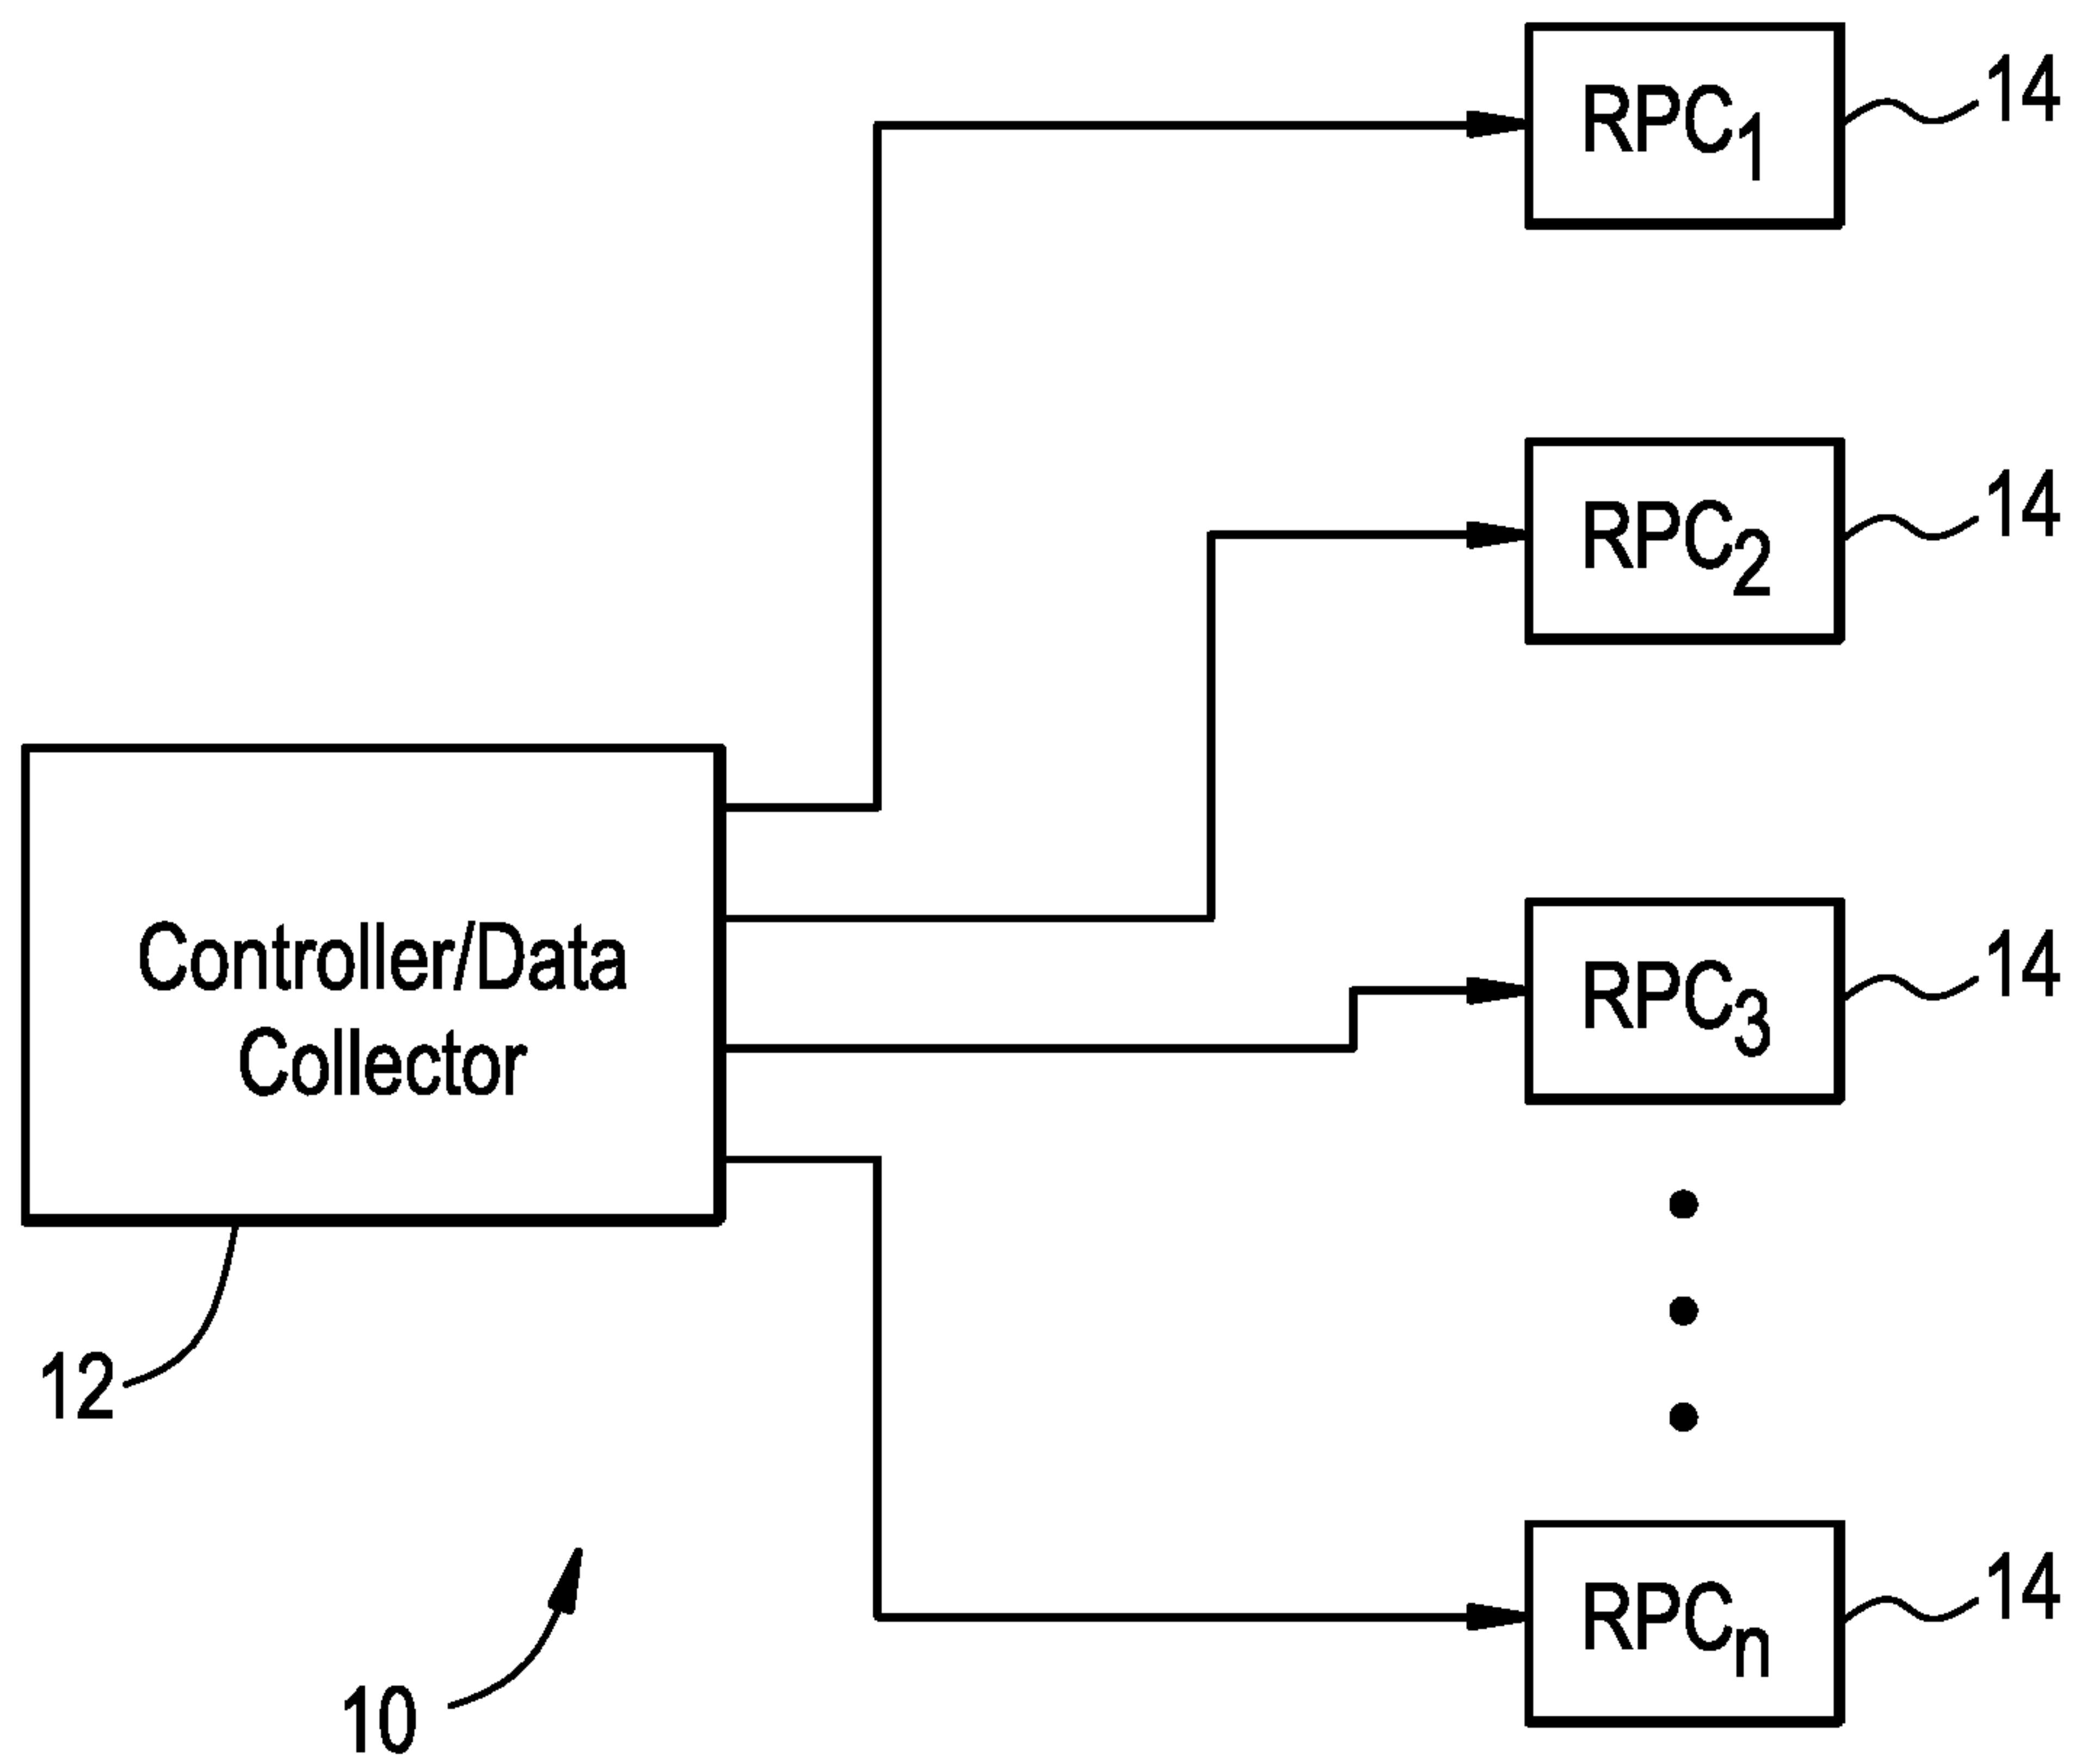 RPC1
14
RPC2
14
Controller/Data
Collector
RPC3
14
12
RPCn
14
10